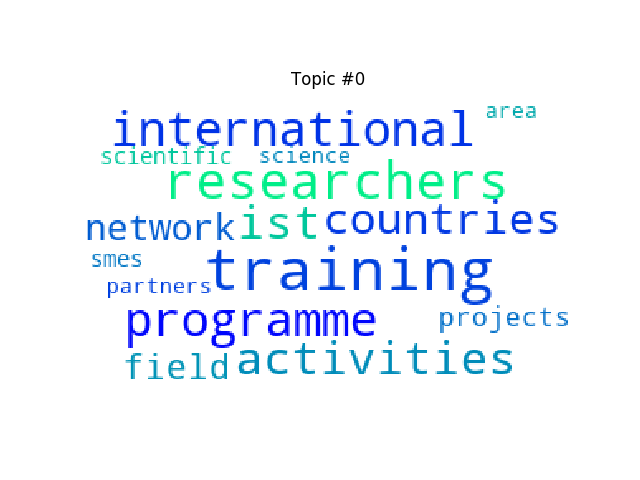 Topic #0
area
international
scientific science
researchers
network ist countries
smes training
partners
programme projects
field activities